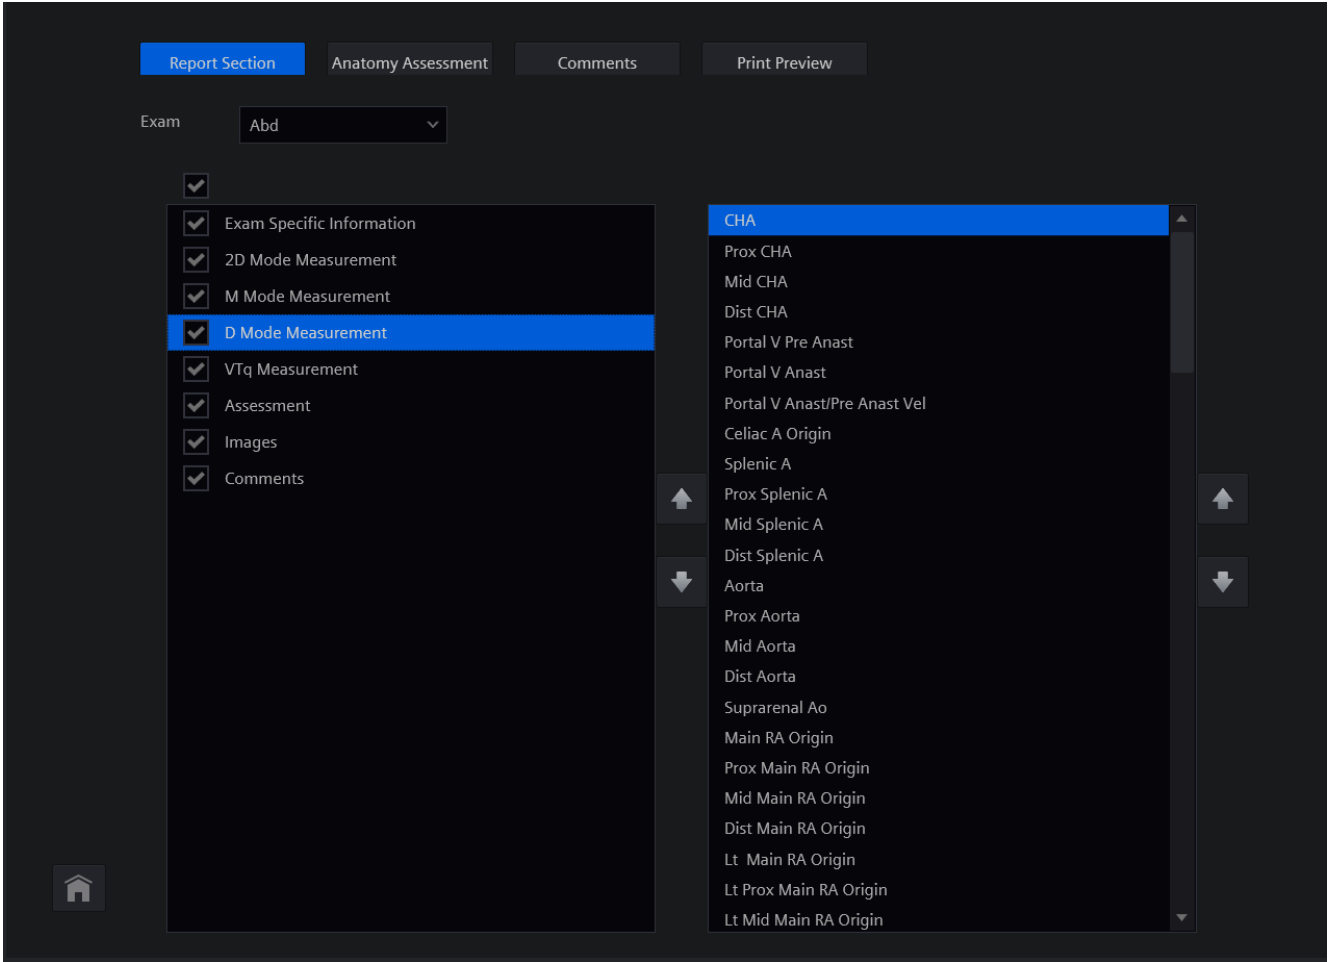 Report Section
Anatomy Assessment
Comments
Print Preview
Exam
Abd
Exam Specific Information
2D Mode Measurement
M Mode Measurement
D Mode Measurement
VTq Measurement
Assessment
Images
Comments
CHA
Prox CHA
Mid CHA
Dist CHA
Portal V Pre Anast
Portal V Anast
Portal V Anast/Pre Anast Vel
Celiac A Origin
Splenic A
Prox Splenic A
Mid Splenic A
Dist Splenic A
Aorta
Prox Aorta
Mid Aorta
Dist Aorta
Suprarenal Ao
Main RA Origin
Prox Main RA Origin
Mid Main RA Origin
Dist Main RA Origin
Lt  Main RA Origin
Lt Prox Main RA Origin
Lt Mid Main RA Origin